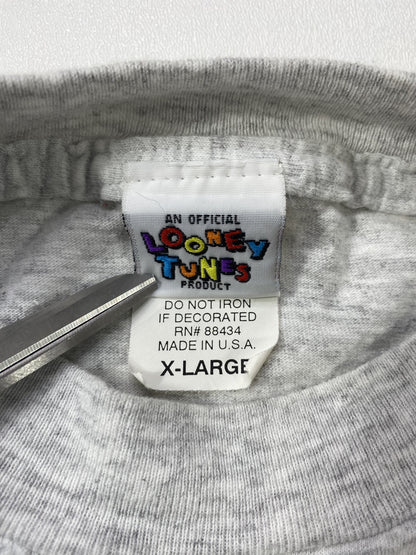 AN OFFICIAL
LOONEY
TUNES
PRODUCT
DO NOT IRON
IF DECORATED
RN# 88434
MADE IN U.S.A.
X-LARGE